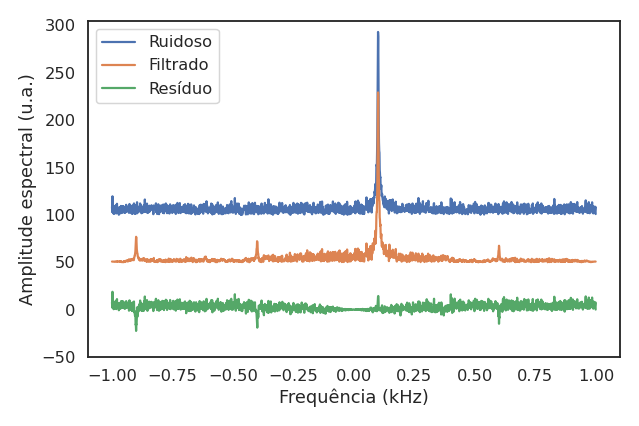 Ruidoso
Filtrado
Resíduo
Amplitude espectral (u.a.)
300
250
200
150
100
50
0
−50
−1.00 −0.75 −0.50 −0.25 0.00 0.25 0.50 0.75 1.00
Frequência (kHz)